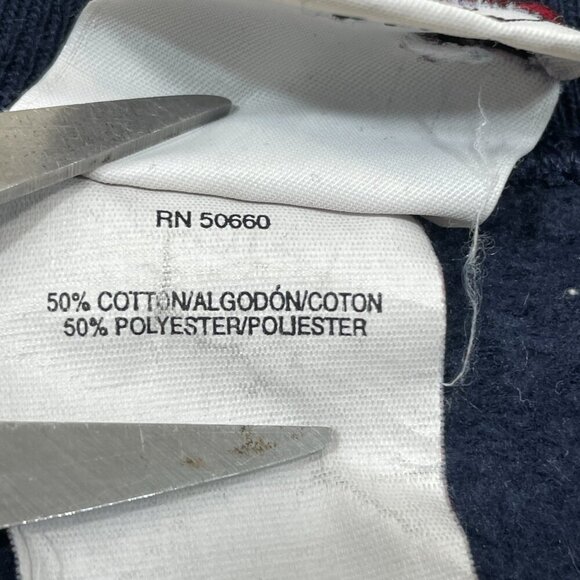 RN 50660
50% COTTON/ALGODÓN/COTON
50% POLYESTER/POLIESTER